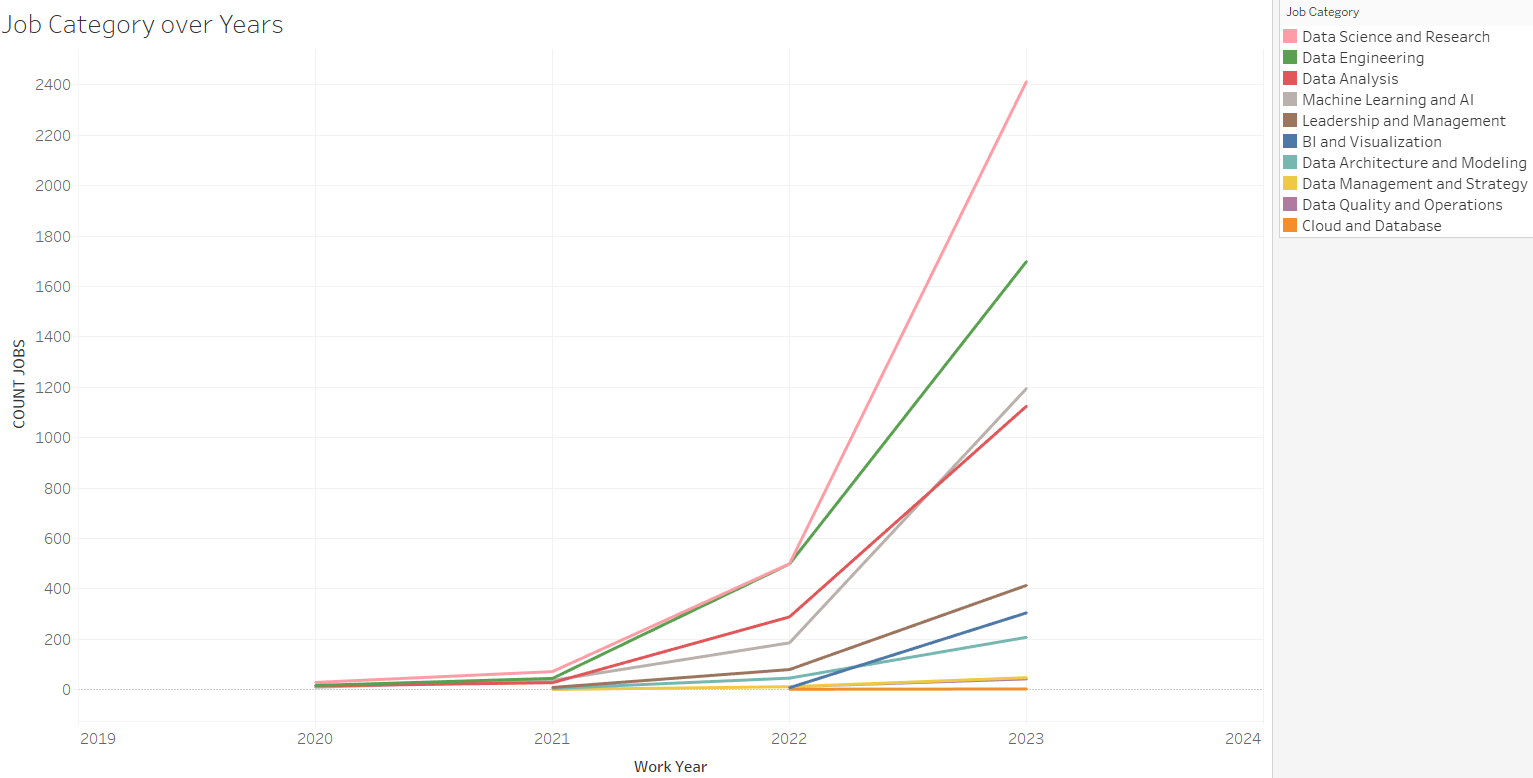 Job Category over Years
2400
2200
2000
1800
1600
1400
1200
1000
800
600
400
200
0
COUNT JOBS
2019 2020 2021 2022 2023 2024
Work Year
Job Category
Data Science and Research
Data Engineering
Data Analysis
Machine Learning and AI
Leadership and Management
BI and Visualization
Data Architecture and Modeling
Data Management and Strategy
Data Quality and Operations
Cloud and Database